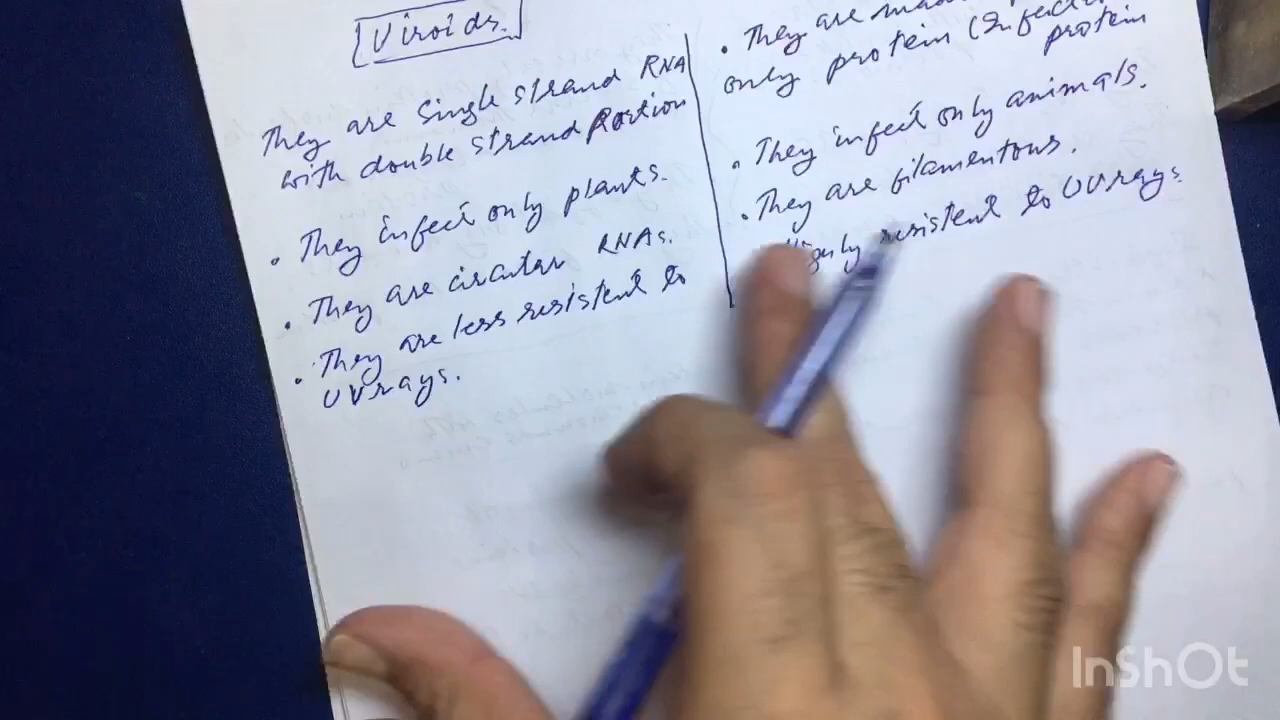 Viroids.
They are single strand RNA
with double strand portion
• They infect only plants.
• They are circular RNAs.
• They are less resistent to
UV rays.
• They are
only protein (Infecti
protein
• They infect only animals.
• They are filamentous.
resistent to UV rays.
InShOt